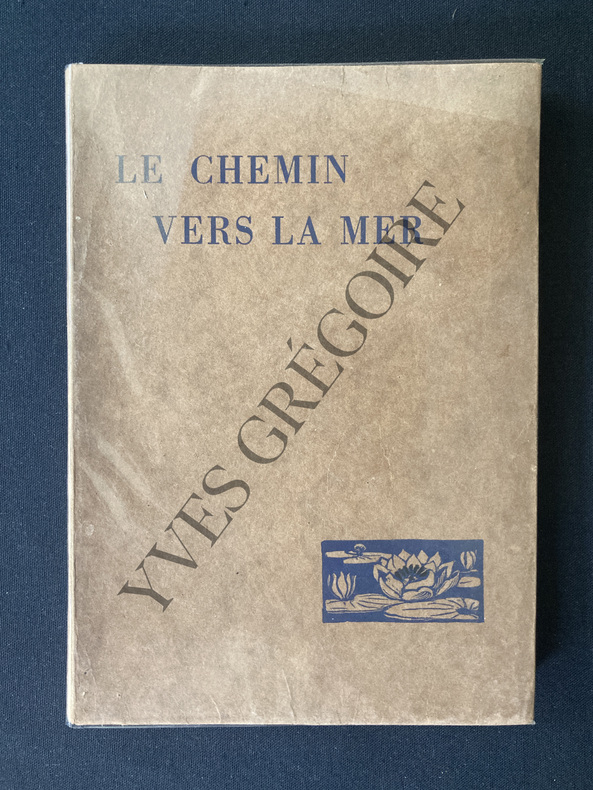 LE CHEMIN
VERS LA MER
YVES GRÉGOIRE